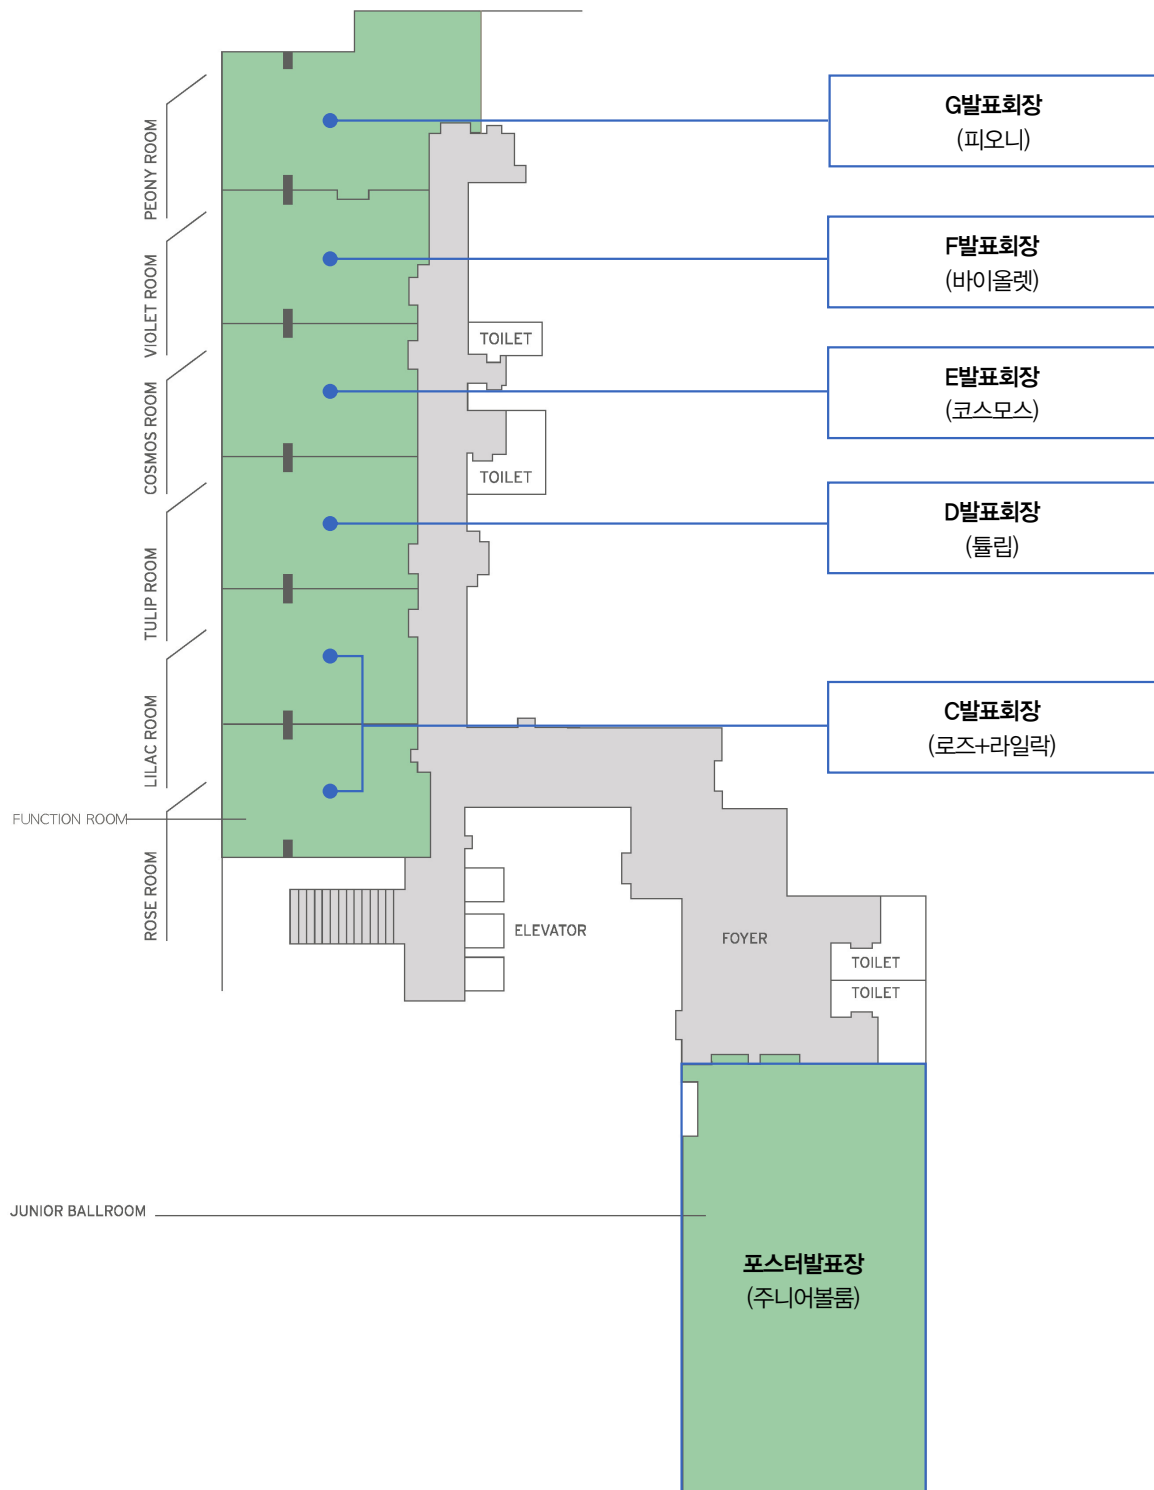 PEONY ROOM
G발표회장
(피오니)
VIOLET ROOM
F발표회장
(바이올렛)
TOILET
COSMOS ROOM
E발표회장
(코스모스)
TOILET
TULIP ROOM
D발표회장
(튤립)
LILAC ROOM
C발표회장
(로즈+라일락)
FUNCTION ROOM
ROSE ROOM
ELEVATOR
FOYER
TOILET
TOILET
JUNIOR BALLROOM
포스터발표장
(주니어볼룸)